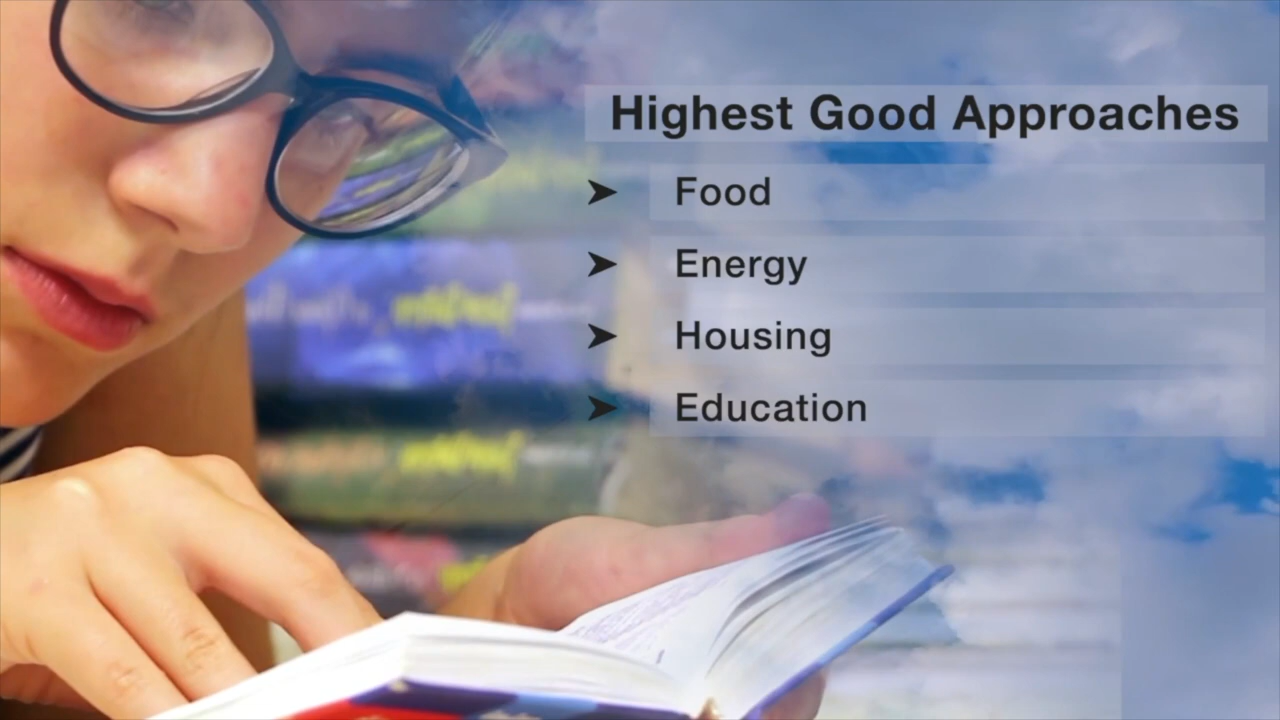 Highest Good Approaches
➤ Food
➤ Energy
➤ Housing
➤ Education